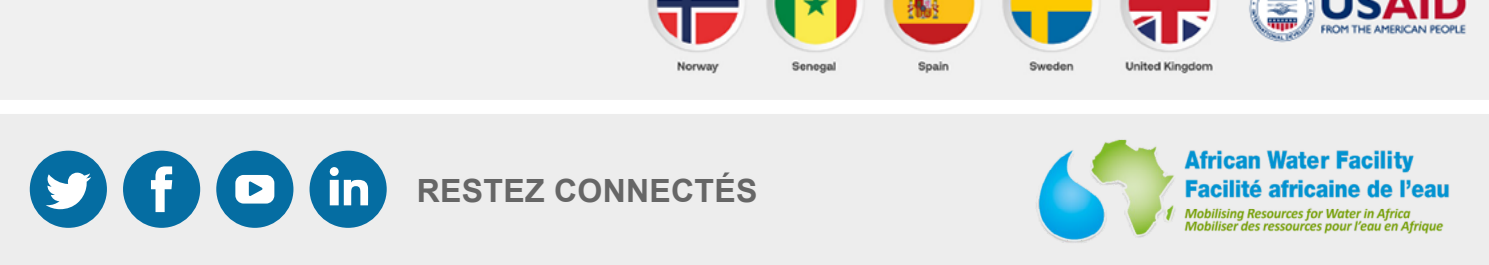 USAID
FROM THE AMERICAN PEOPLE
Norway
Senegal
Spain
Sweden
United Kingdom
RESTEZ CONNECTÉS
African Water Facility
Facilité africaine de l'eau
Mobilising Resources for Water in Africa
Mobiliser des ressources pour l'eau en Afrique